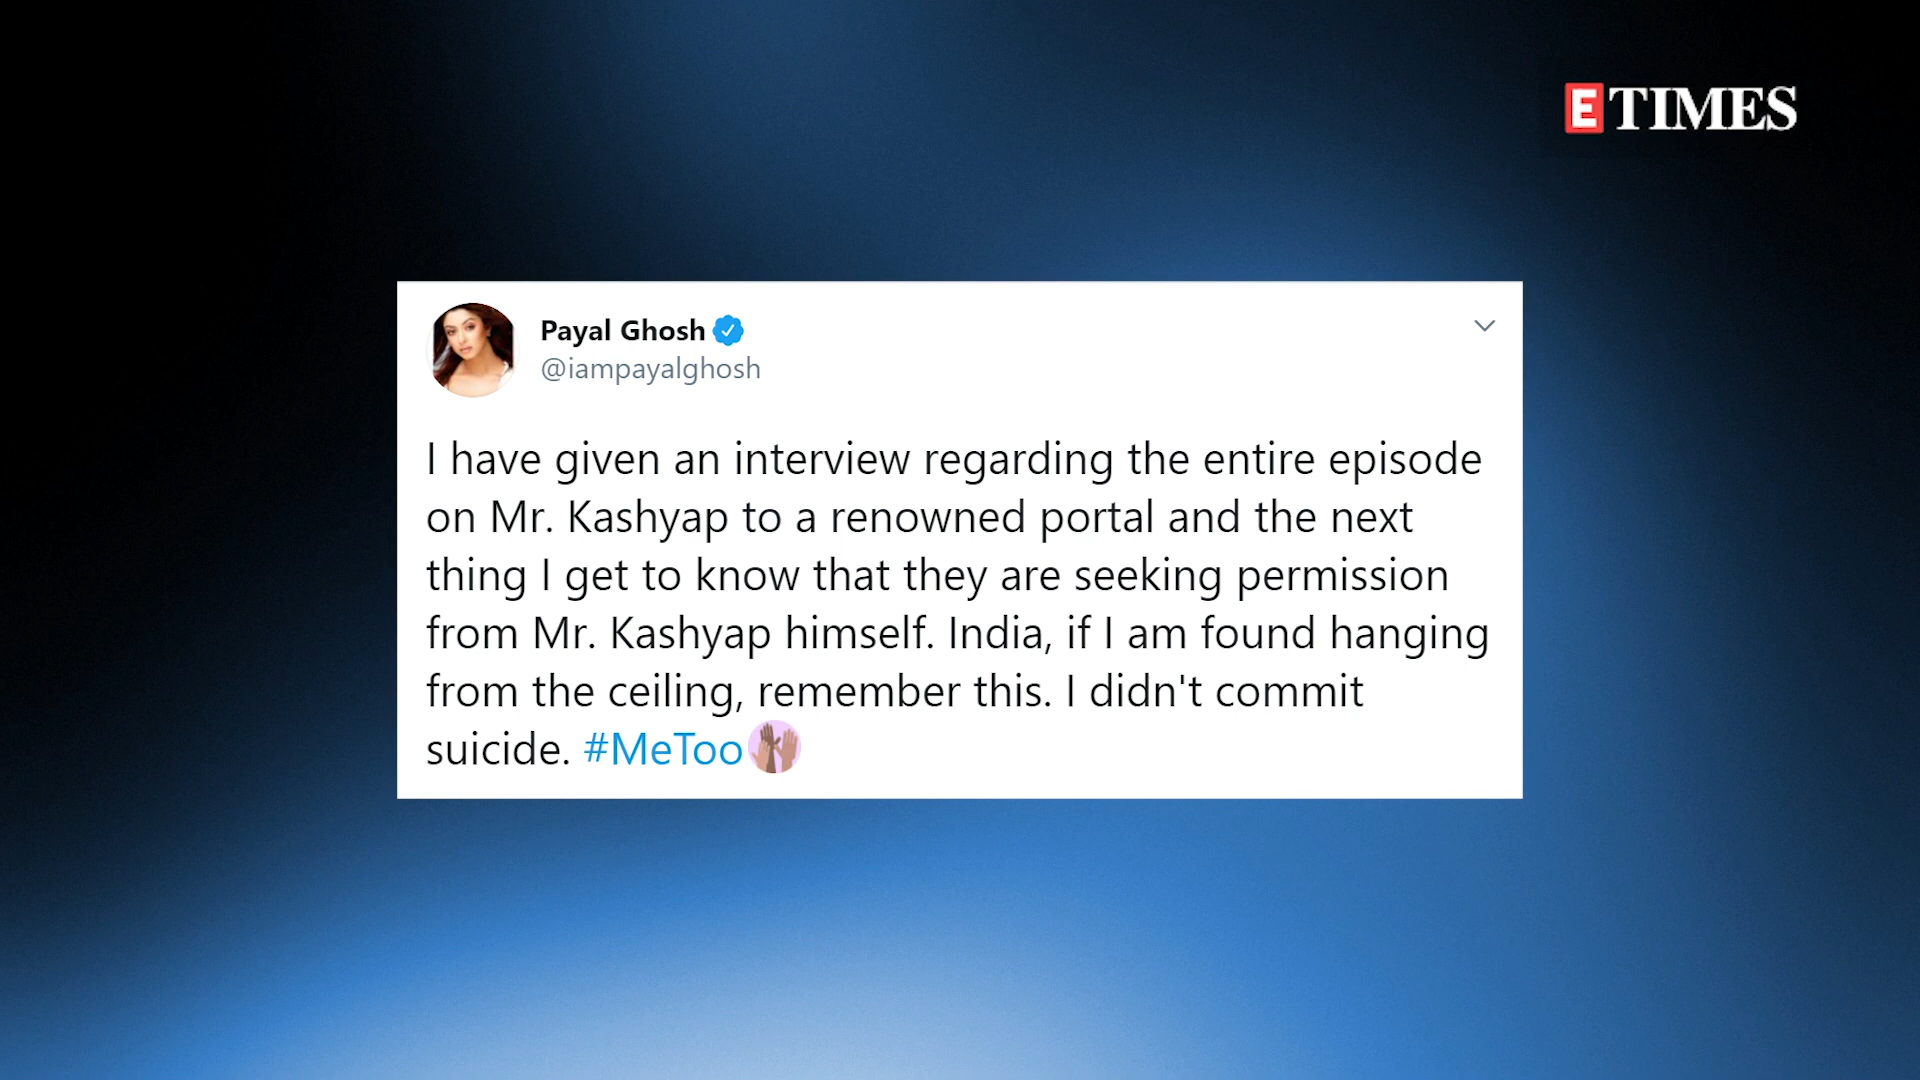 E TIMES
Payal Ghosh
@iampayalghosh
I have given an interview regarding the entire episode
on Mr. Kashyap to a renowned portal and the next
thing I get to know that they are seeking permission
from Mr. Kashyap himself. India, if I am found hanging
from the ceiling, remember this. I didn't commit
suicide. #MeToo